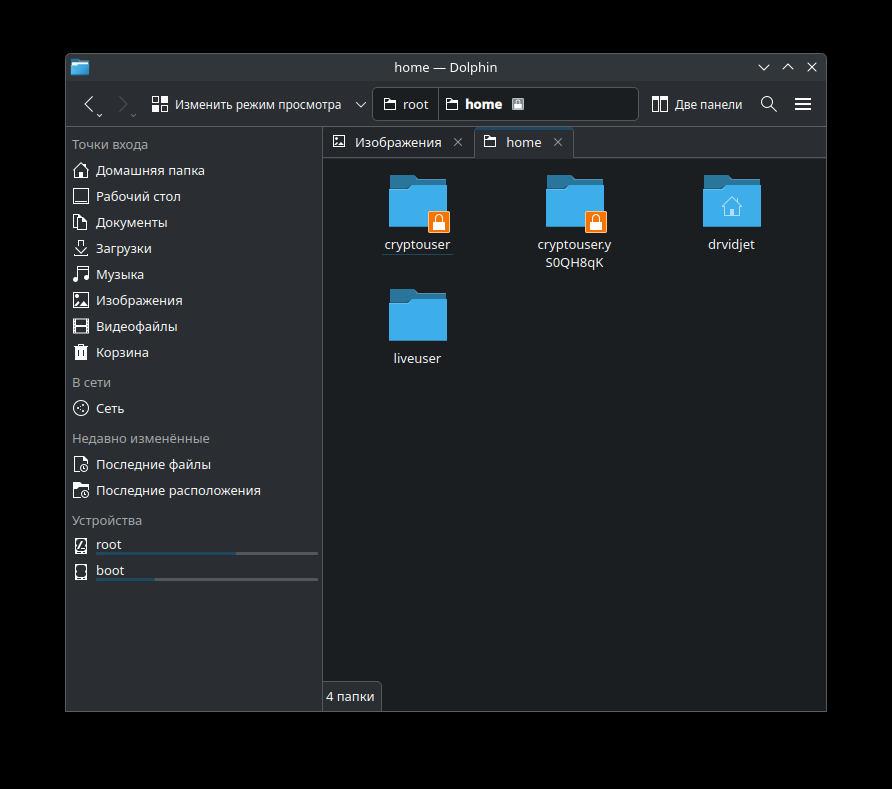 home — Dolphin
Изменить режим просмотра
root
home
Две панели
Точки входа
Изображения
home
Домашняя папка
Рабочий стол
Документы
Загрузки
Музыка
Изображения
Видеофайлы
Корзина
В сети
Сеть
Недавно изменённые
Последние файлы
Последние расположения
Устройства
root
boot
cryptouser
cryptouser.y
S0QH8qK
drvidjet
liveuser
4 папки